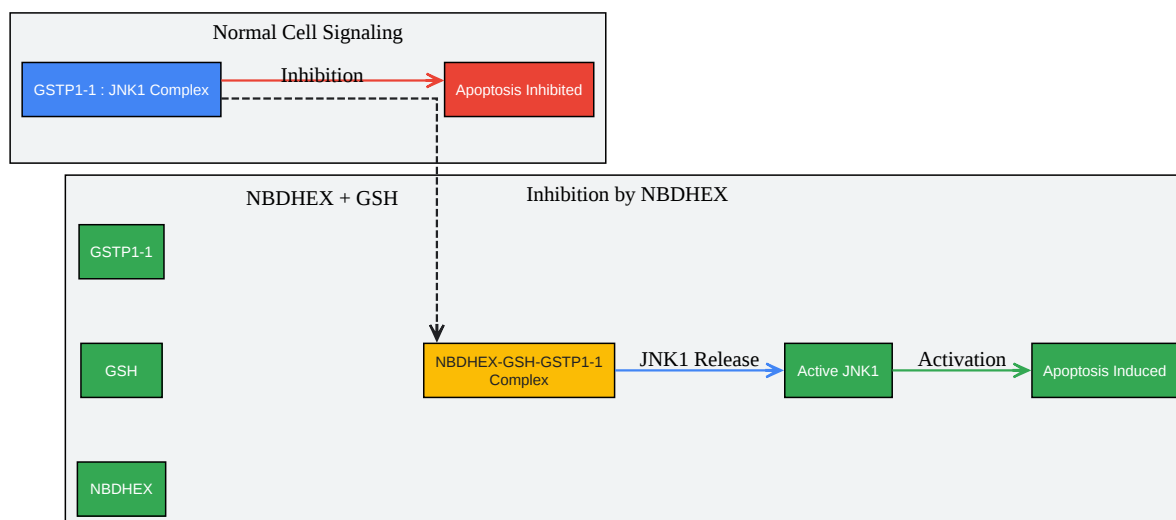 Normal Cell Signaling
GSTP1-1 : JNK1 Complex
Inhibition
Apoptosis Inhibited
NBDHEX + GSH
Inhibition by NBDHEX
GSTP1-1
GSH
NBDHEX-GSH-GSTP1-1
Complex
JNK1 Release
Active JNK1
Activation
Apoptosis Induced
NBDHEX